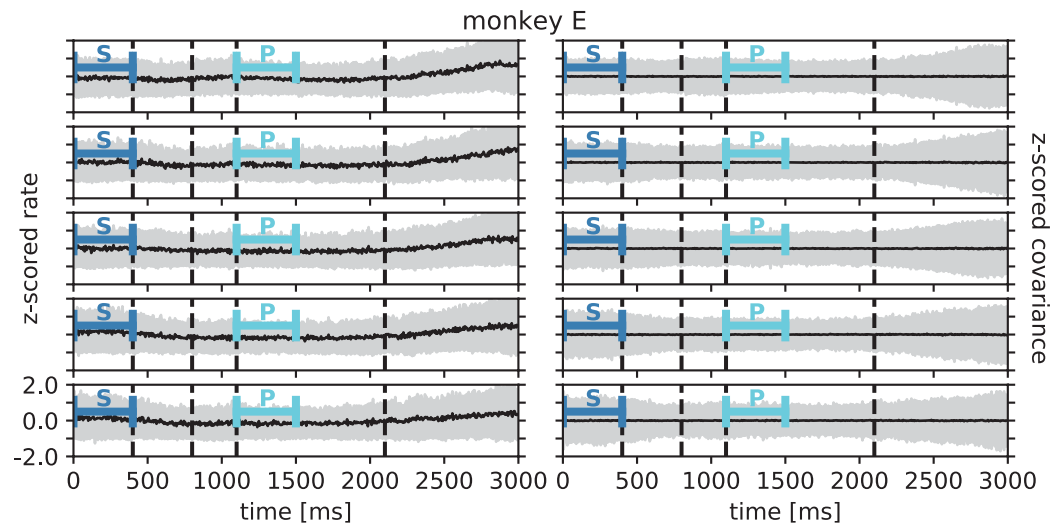 monkey E
S P S P
S P S P
S P S P
S P S P
2.0 S P S P
0.0
-2.0
0 500 1000 1500 2000 2500 3000 0 500 1000 1500 2000 2500 3000
time [ms] time [ms]
z-scored rate
z-scored covariance